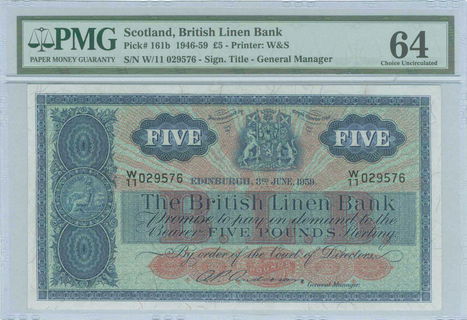 PMG
PAPER MONEY GUARANTY
Scotland, British Linen Bank
Pick# 161b 1946-59 £5 - Printer: W&S
S/N W/11 029576 - Sign. Title - General Manager
64
Choice Uncirculated
FIVE
FIVE
W/11 029576
EDINBURGH, 3RD JUNE, 1959.
W/11 029576
The British Linen Bank
Promise to pay on demand to the
Bearer FIVE POUNDS Sterling.
By order of the Court of Directors
General Manager.